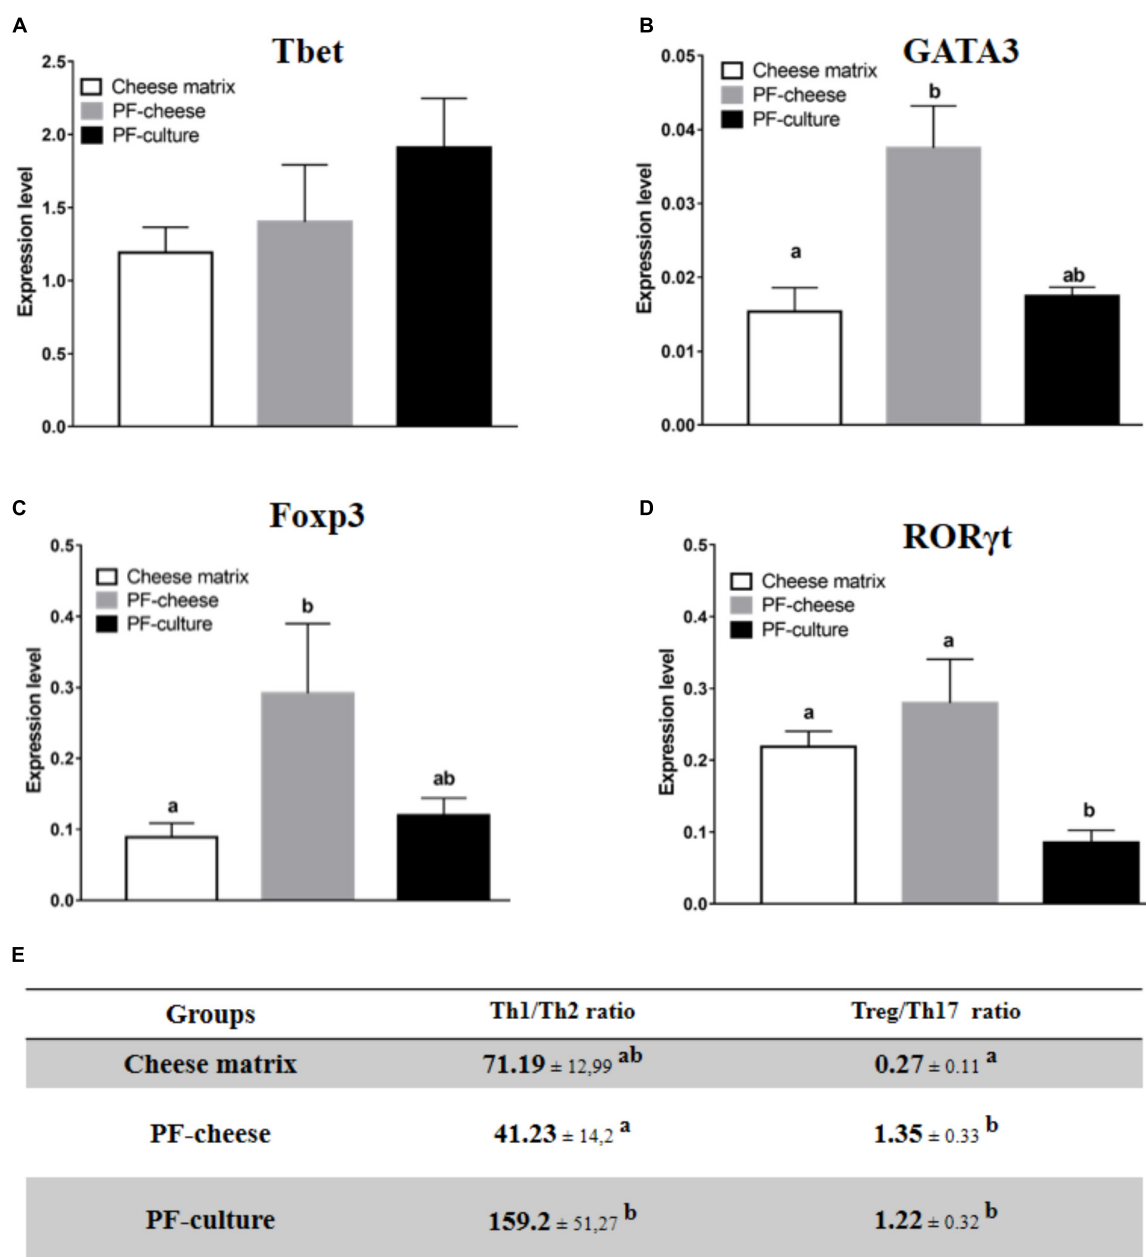 A
Tbet
2.5
2.0
1.5
1.0
0.5
0.0
Expression level
Cheese matrix
PF-cheese
PF-culture
B
GATA3
0.05
0.04
0.03
0.02
0.01
0.00
Expression level
Cheese matrix
PF-cheese
PF-culture
a
b
ab
C
Foxp3
0.5
0.4
0.3
0.2
0.1
0.0
Expression level
Cheese matrix
PF-cheese
PF-culture
a
b
ab
D
RORγt
0.5
0.4
0.3
0.2
0.1
0.0
Expression level
Cheese matrix
PF-cheese
PF-culture
a
a
b
E
Groups Th1/Th2 ratio Treg/Th17 ratio
Cheese matrix 71.19 ± 12,99 ab 0.27 ± 0.11 a
PF-cheese 41.23 ± 14,2 a 1.35 ± 0.33 b
PF-culture 159.2 ± 51,27 b 1.22 ± 0.32 b